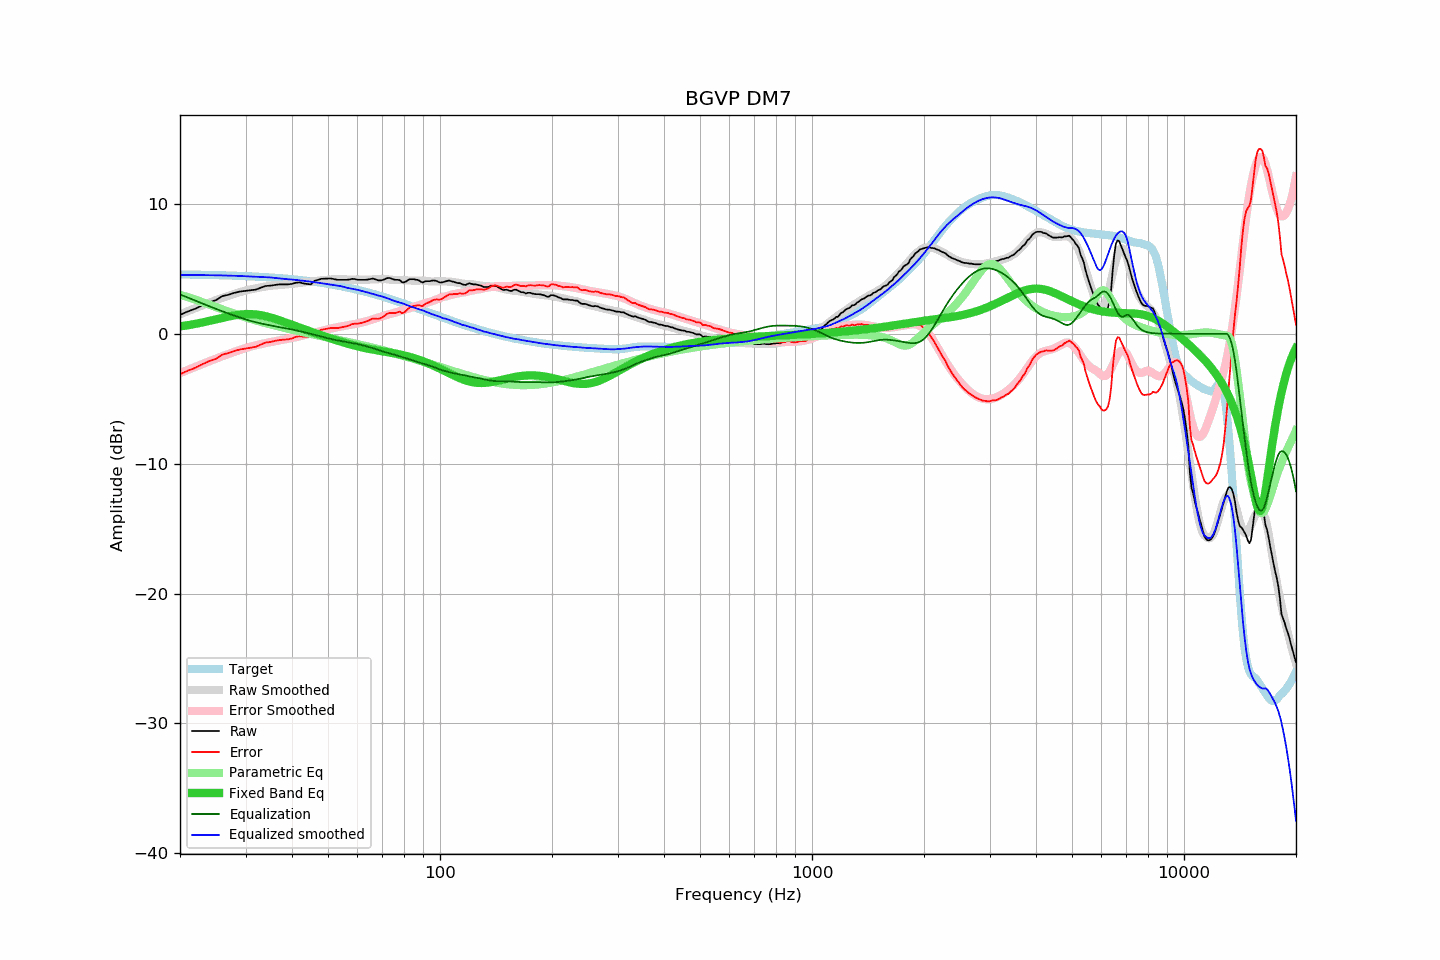 BGVP DM7
10
0
−10
−20
−30
−40
Amplitude (dBr)
Target
Raw Smoothed
Error Smoothed
Raw
Error
Parametric Eq
Fixed Band Eq
Equalization
Equalized smoothed
100
1000
10000
Frequency (Hz)